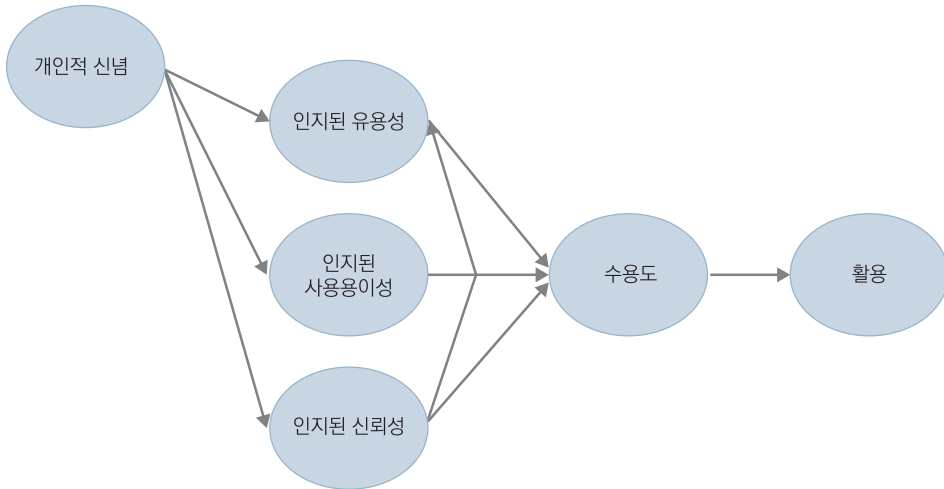 개인적 신념
인지된 유용성
인지된
사용용이성
인지된 신뢰성
수용도
활용